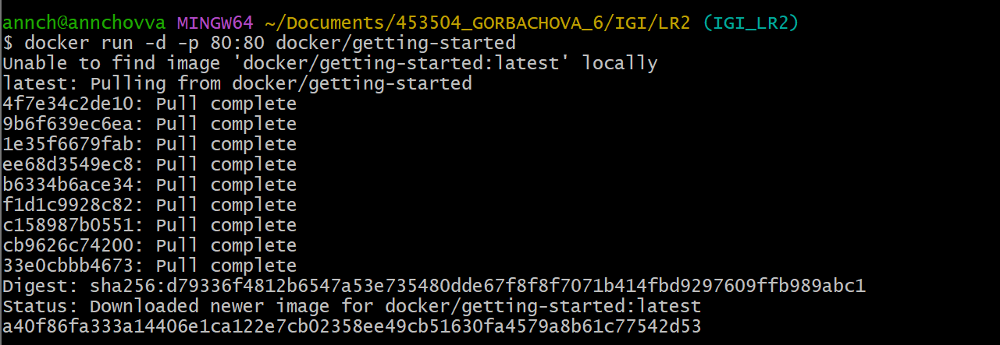 annch@annchovva MINGW64 ~/Documents/453504_GORBACHOVA_6/IGI/LR2 (IGI_LR2)
$ docker run -d -p 80:80 docker/getting-started
Unable to find image 'docker/getting-started:latest' locally
latest: Pulling from docker/getting-started
4f7e34c2de10: Pull complete
9b6f639ec6ea: Pull complete
1e35f6679fab: Pull complete
ee68d3549ec8: Pull complete
b6334b6ace34: Pull complete
f1d1c9928c82: Pull complete
c158987b0551: Pull complete
cb9626c74200: Pull complete
33e0cbbb4673: Pull complete
Digest: sha256:d79336f4812b6547a53e735480dde67f8f8f7071b414fbd9297609ffb989abc1
Status: Downloaded newer image for docker/getting-started:latest
a40f86fa333a14406e1ca122e7cb02358ee49cb51630fa4579a8b61c77542d53